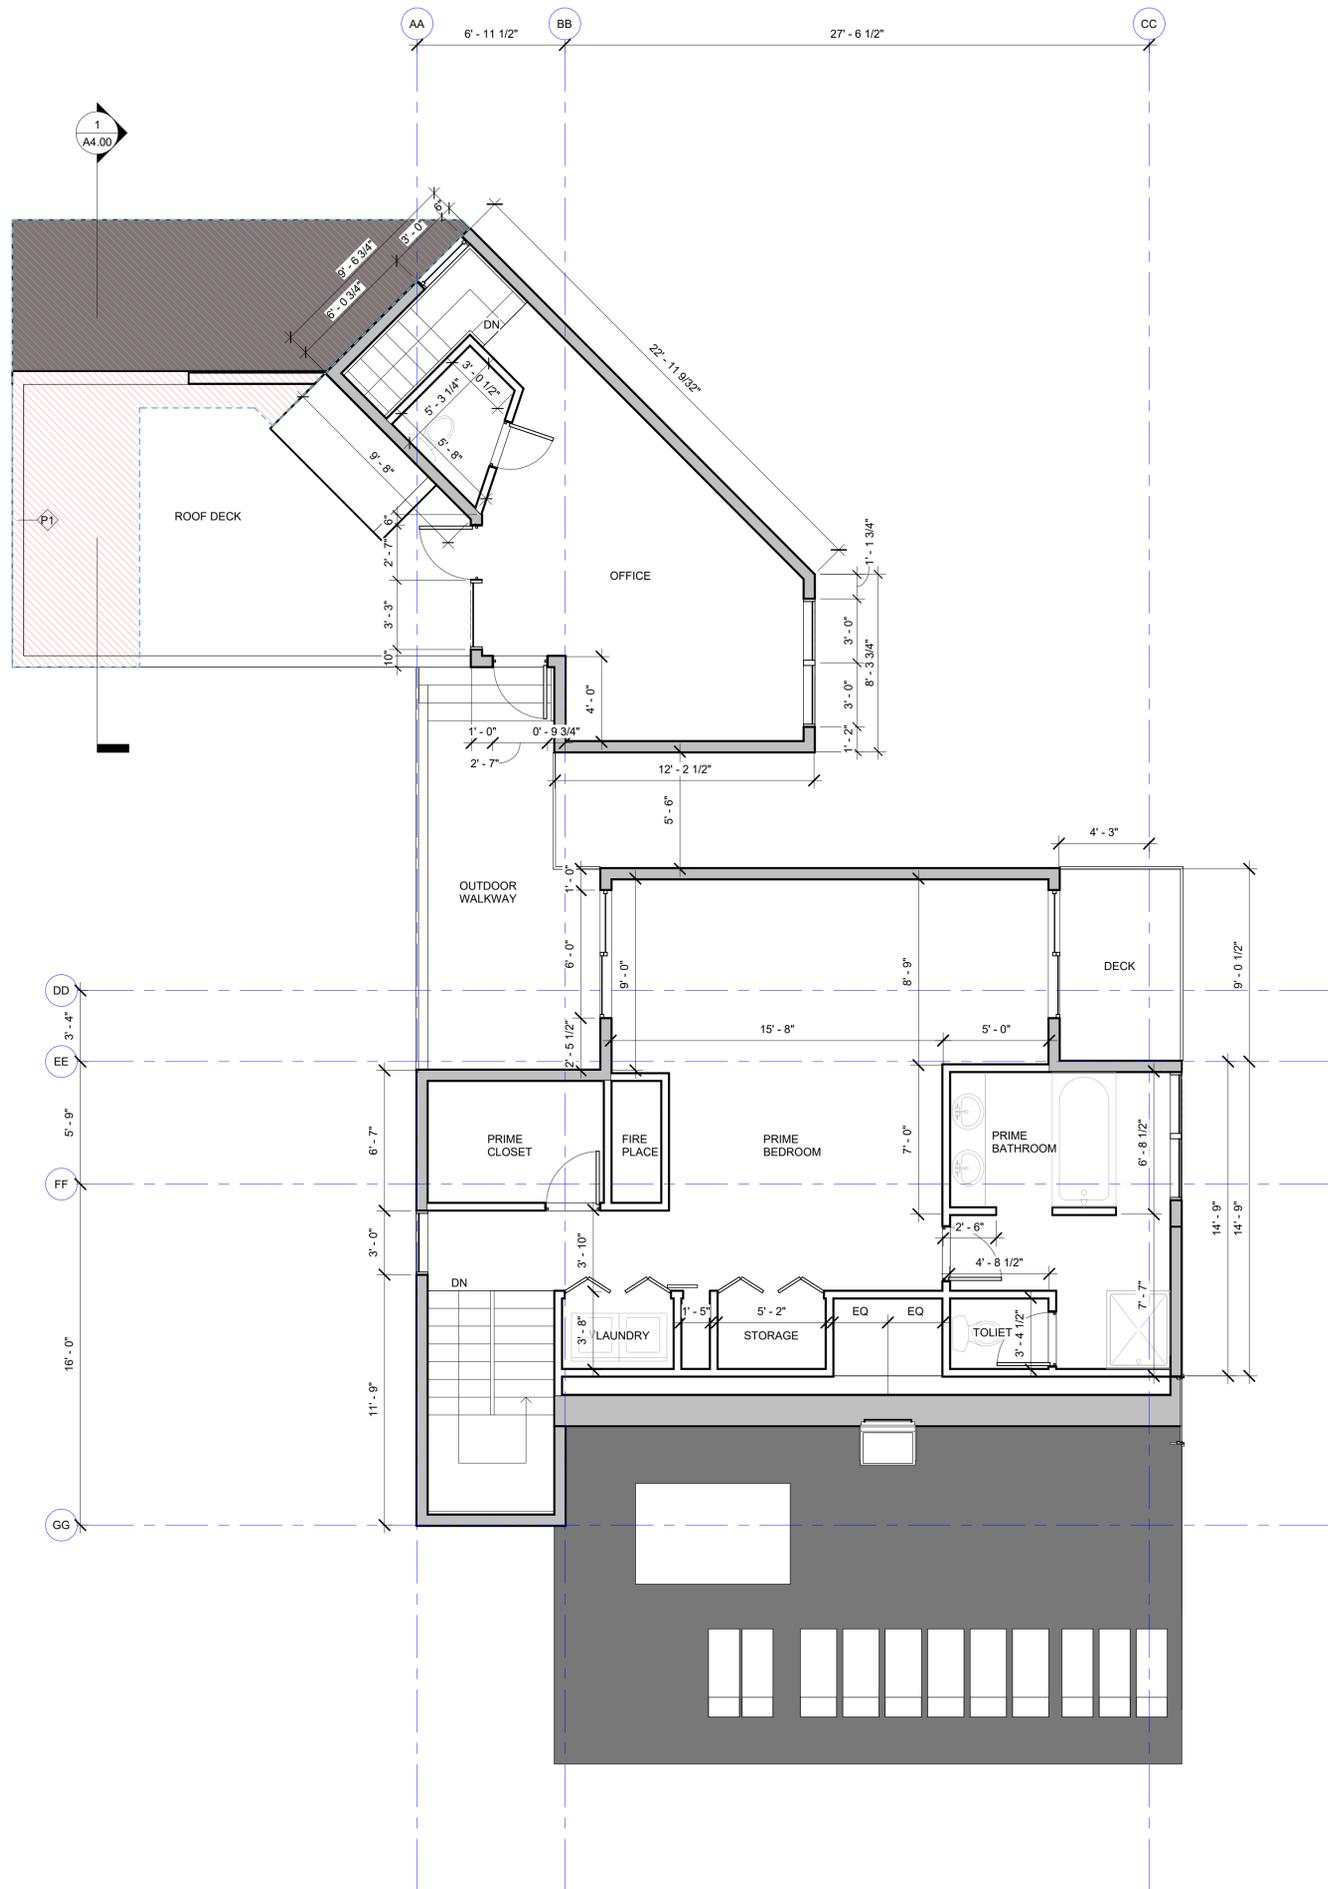 AA
BB
CC
6' - 11 1/2"
27' - 6 1/2"
1
A4.00
6"
3' - 0"
9' - 6 3/4"
6' - 0 3/4"
DN
22' - 11 9/32"
3' - 0 1/2"
5' - 3 1/4"
5' - 8"
9' - 8"
P1
ROOF DECK
6"
2' - 7"
OFFICE
1' - 1 3/4"
3' - 3"
3' - 0"
8' - 3 3/4"
10"
4' - 0"
3' - 0"
1' - 0"
0' - 9 3/4"
1' - 2"
2' - 7"
12' - 2 1/2"
5' - 6"
4' - 3"
OUTDOOR
WALKWAY
1' - 0"
6' - 0"
9' - 0"
8' - 9"
DECK
9' - 0 1/2"
DD
3' - 4"
2' - 5 1/2"
15' - 8"
5' - 0"
EE
5' - 9"
6' - 7"
PRIME
CLOSET
FIRE
PLACE
PRIME
BEDROOM
7' - 0"
PRIME
BATHROOM
6' - 8 1/2"
FF
14' - 9"
14' - 9"
3' - 0"
3' - 10"
2' - 6"
4' - 8 1/2"
DN
7' - 7"
1' - 5"
5' - 2"
EQ
EQ
3' - 8"
W
LAUNDRY
STORAGE
TOLIET
3' - 4 1/2"
16' - 0"
11' - 9"
GG